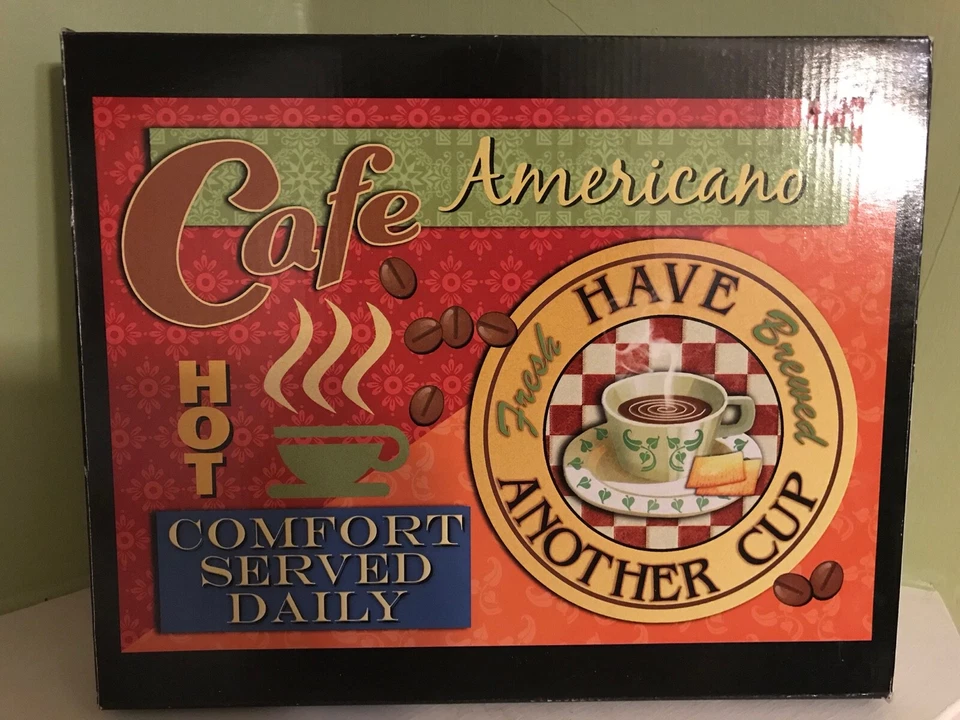 Cafe Americano
HOT
COMFORT
SERVED
DAILY
HAVE
Fresh Brewed
ANOTHER CUP